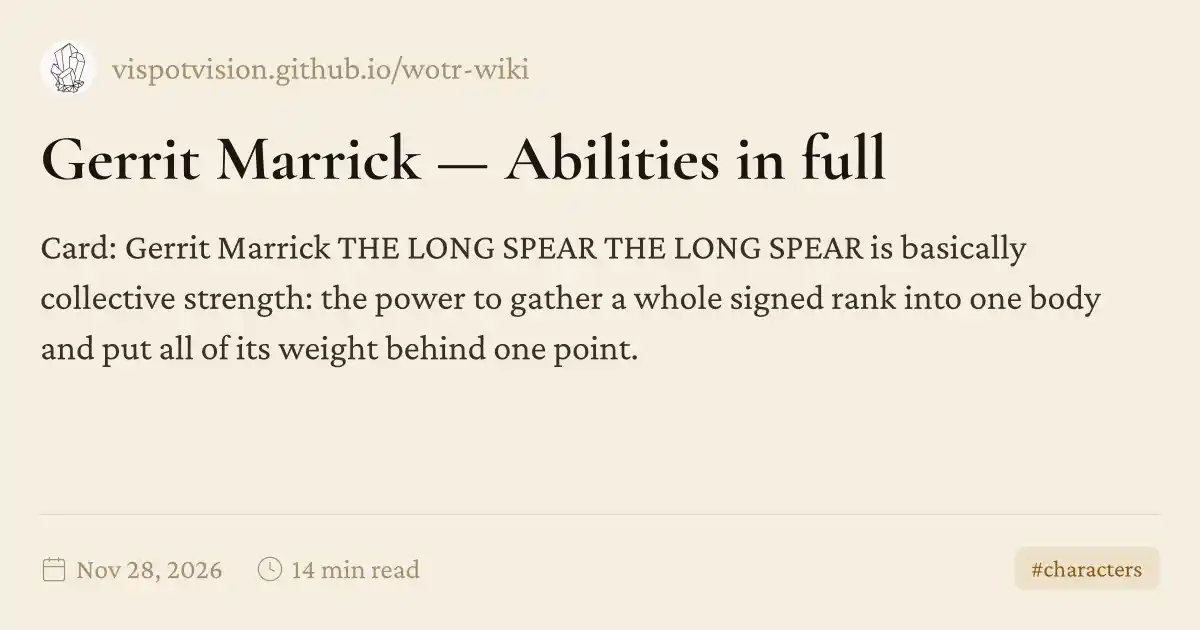 vispotvision.github.io/wotr-wiki
Gerrit Marrick — Abilities in full
Card: Gerrit Marrick THE LONG SPEAR THE LONG SPEAR is basically
collective strength: the power to gather a whole signed rank into one body
and put all of its weight behind one point.
Nov 28, 2026
14 min read
#characters